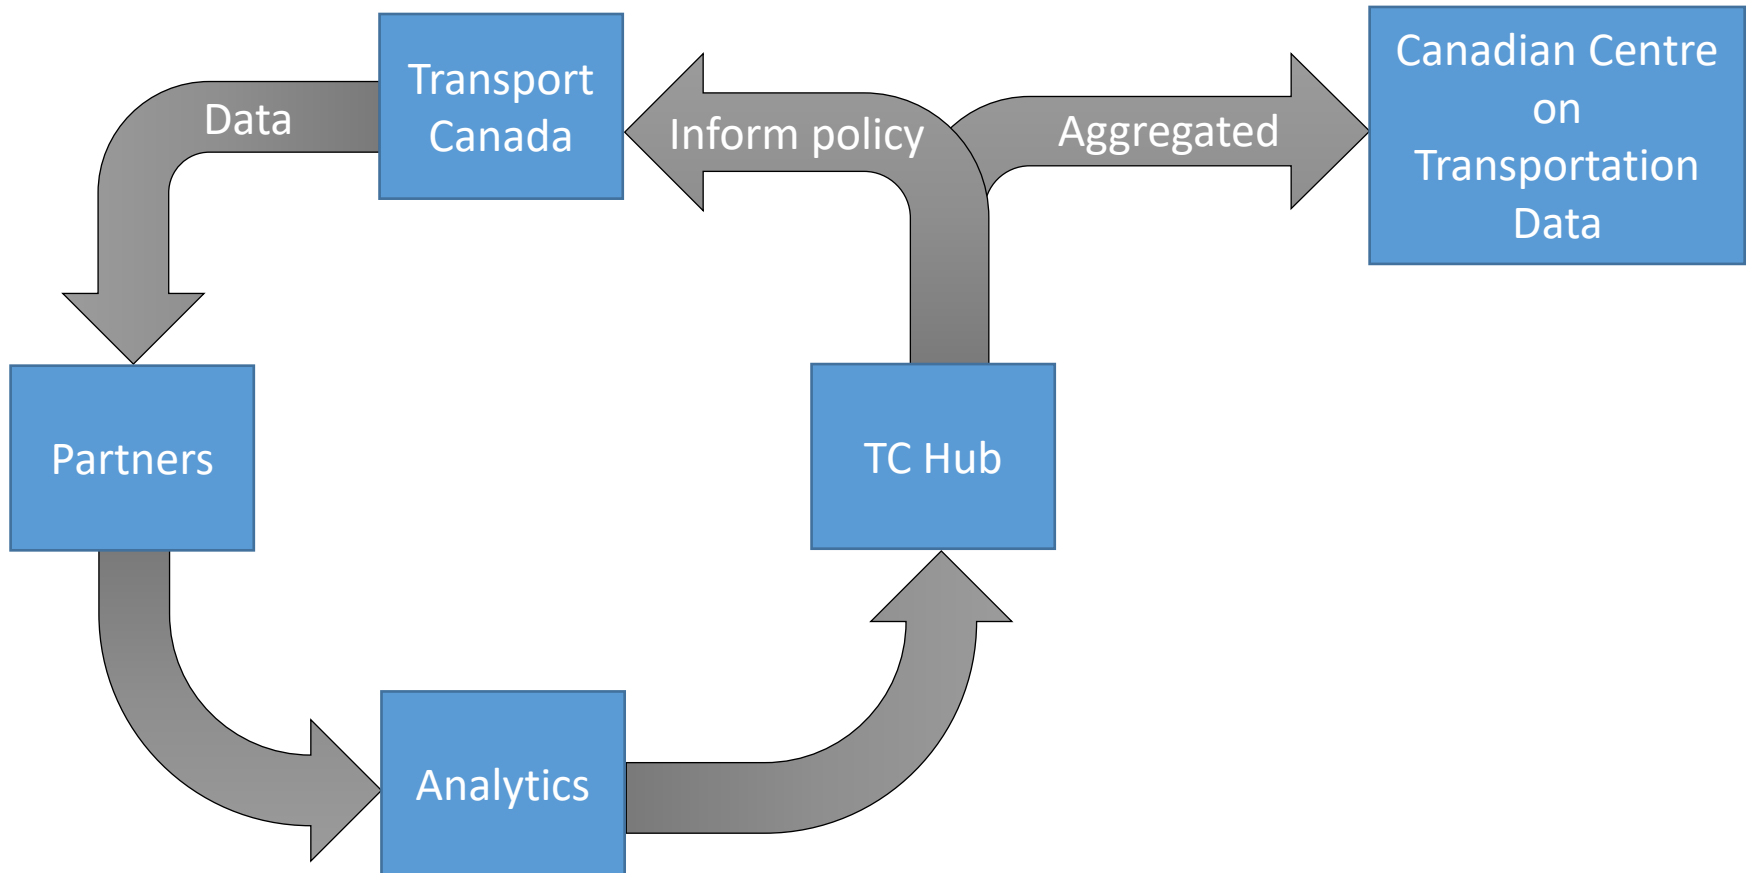 Transport
Canada
Data
Inform policy
Aggregated
Canadian Centre
on
Transportation
Data
Partners
TC Hub
Analytics